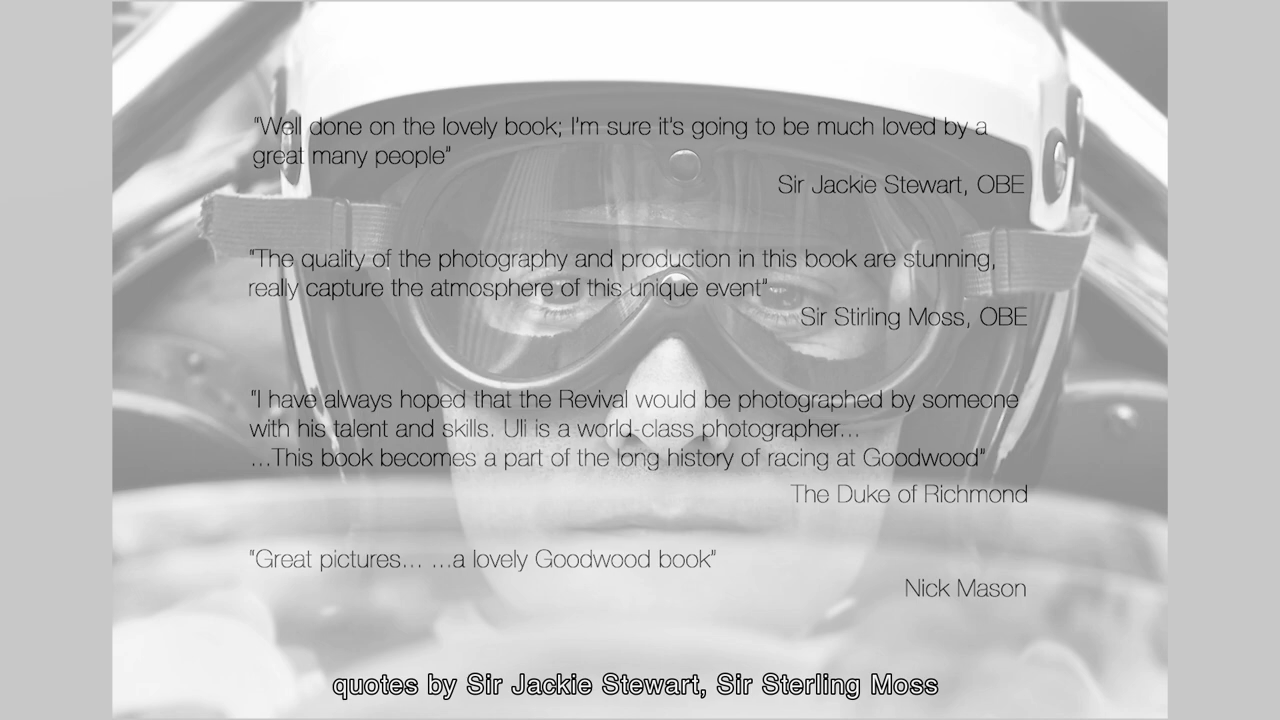 "Well done on the lovely book; I'm sure it's going to be much loved by a
great many people"
Sir Jackie Stewart, OBE
"The quality of the photography and production in this book are stunning,
really capture the atmosphere of this unique event"
Sir Stirling Moss, OBE
"I have always hoped that the Revival would be photographed by someone
with his talent and skills. Uli is a world-class photographer...
...This book becomes a part of the long history of racing at Goodwood"
The Duke of Richmond
"Great pictures... ...a lovely Goodwood book"
Nick Mason
quotes by Sir Jackie Stewart, Sir Sterling Moss